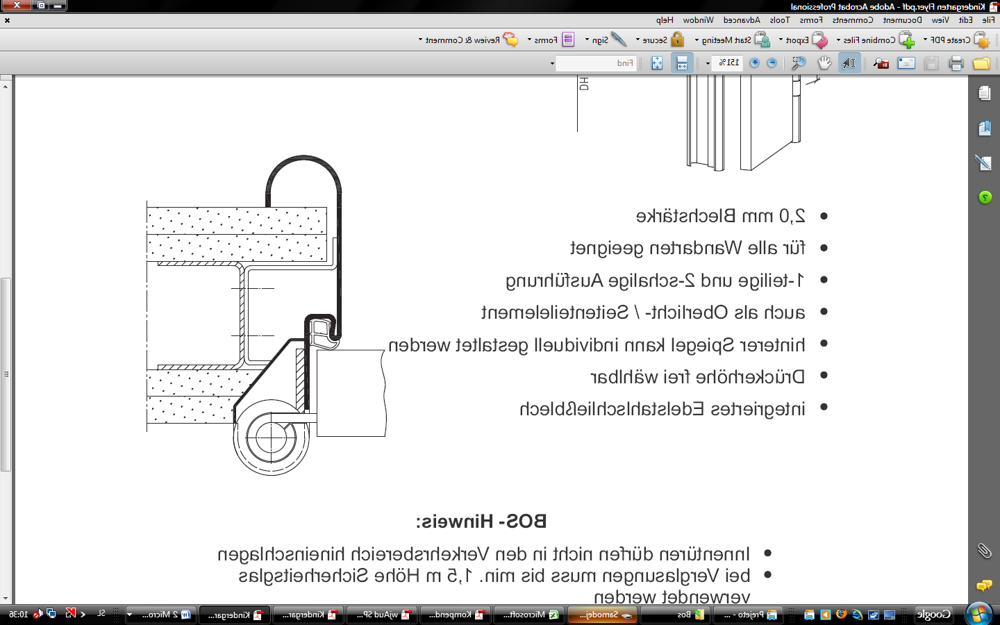 Kindergarten Flyer.pdf - Adobe Acrobat Professional
File Edit View Document Comments Forms Tools Advanced Window Help
Create PDF Combine Files Export Start Meeting Secure Sign Forms Review & Comment
151% Find
DHG
• 2,0 mm Blechstärke
• für alle Wandarten geeignet
• 1-teilige und 2-schalige Ausführung
• auch als Oberlicht- / Seitenteilelement
• hinterer Spiegel kann individuell gestaltet werden
• Drückerhöhe frei wählbar
• integriertes Edelstahlschließblech
BOS- Hinweis:
• Innentüren dürfen nicht in den Verkehrsbereich hineinschlagen
• bei Verglasungen muss bis min. 1,5 m Höhe Sicherheitsglas
verwendet werden
Google Prejeto - ... Bos Samodej... Microsoft... Kompend... wjAud SP... Kindergar... Kindergar... 2 Micro... SL 10:36